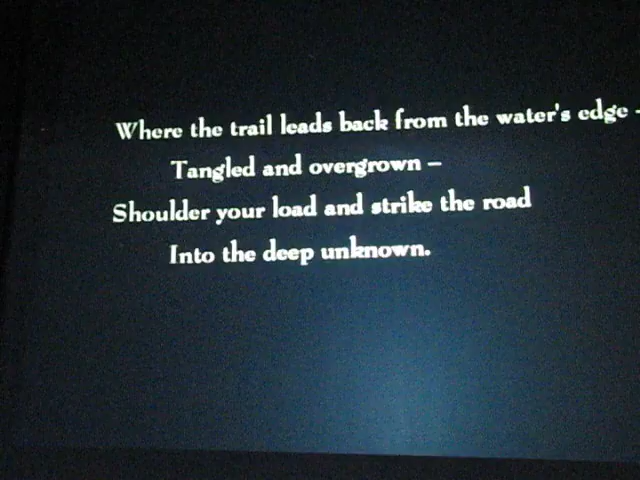 Where the trail leads back from the water's edge -
Tangled and overgrown –
Shoulder your load and strike the road
Into the deep unknown.